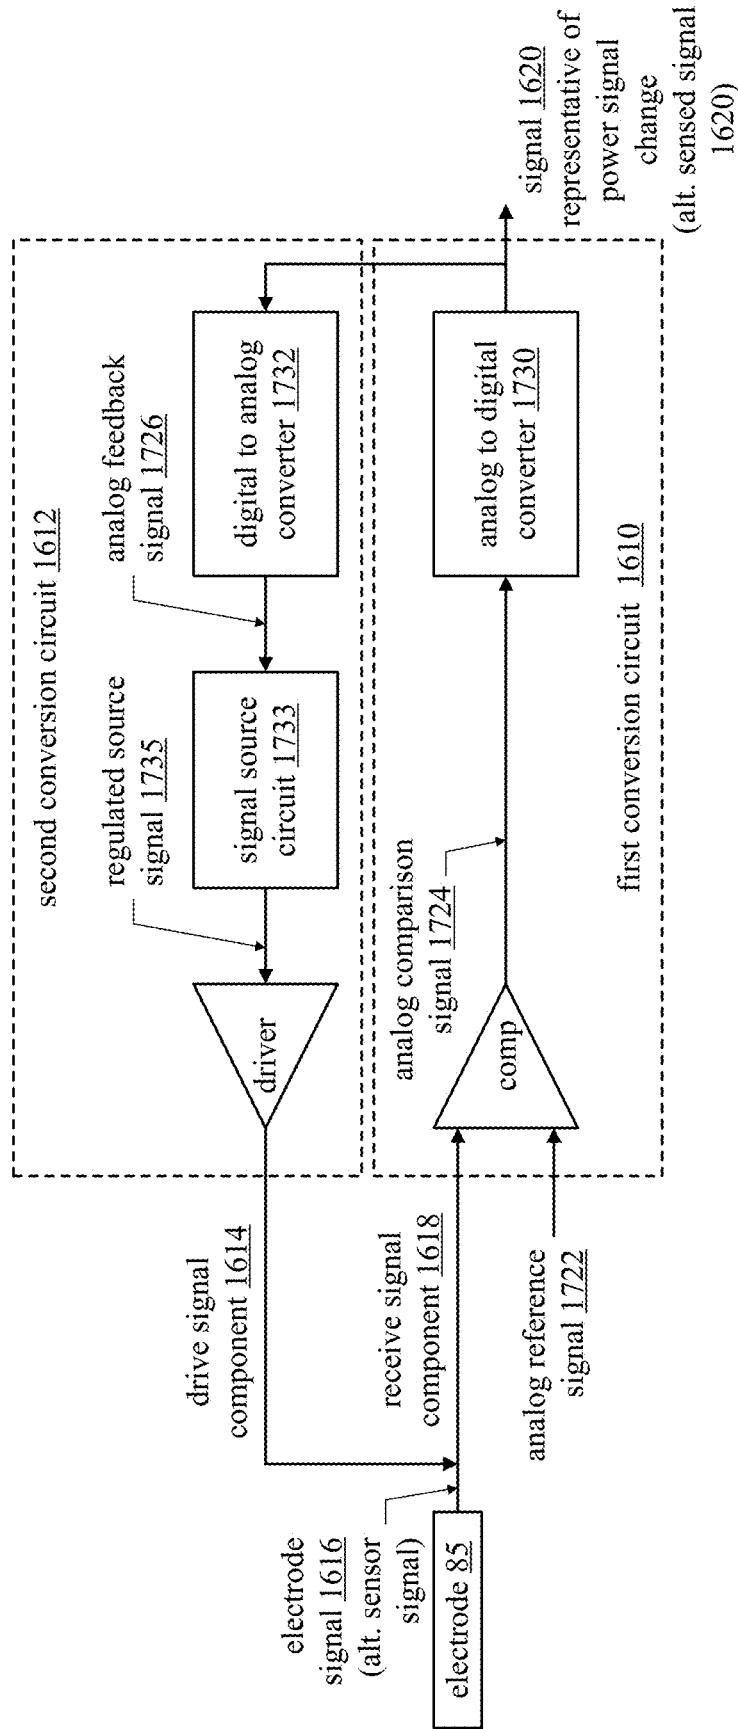 second conversion circuit 1612
regulated source
signal 1735
analog feedback
signal 1726
driver
signal source
circuit 1733
digital to analog
converter 1732
drive signal
component 1614
electrode
signal 1616
(alt. sensor
signal)
electrode 85
receive signal
component 1618
analog reference
signal 1722
comp
analog comparison
signal 1724
analog to digital
converter 1730
first conversion circuit 1610
signal 1620
representative of
power signal
change
(alt. sensed signal
1620)